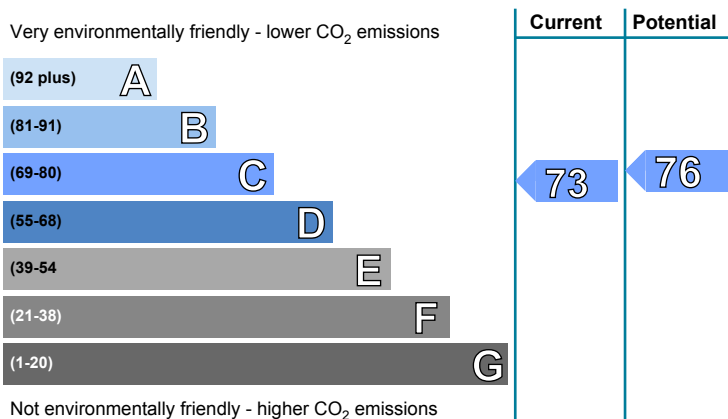 Current Potential
Very environmentally friendly - lower CO2 emissions
(92 plus) A
(81-91) B
(69-80) C 73 76
(55-68) D
(39-54 E
(21-38) F
(1-20) G
Not environmentally friendly - higher CO2 emissions